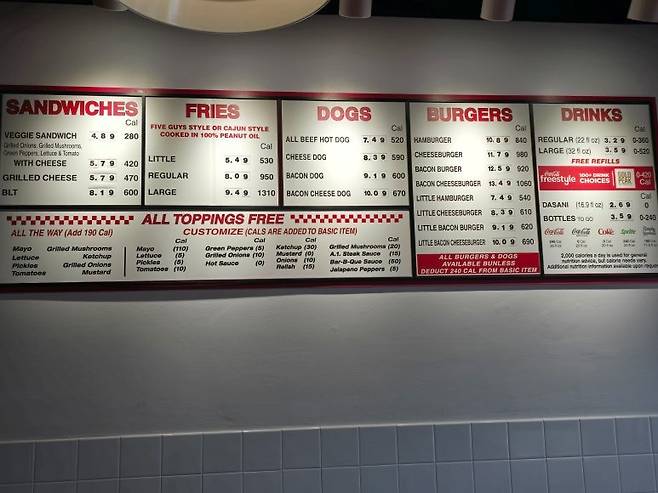 SANDWICHES
Cal
VEGGIE SANDWICH 4.89 280
Grilled Onions, Grilled Mushrooms,
Green Peppers, Lettuce & Tomato
WITH CHEESE 5.79 420
GRILLED CHEESE 5.79 470
BLT 8.19 600
FRIES
FIVE GUYS STYLE OR CAJUN STYLE
COOKED IN 100% PEANUT OIL
Cal
LITTLE 5.49 530
REGULAR 8.09 950
LARGE 9.49 1310
DOGS
Cal
ALL BEEF HOT DOG 7.49 520
CHEESE DOG 8.39 590
BACON DOG 9.19 600
BACON CHEESE DOG 10.09 670
BURGERS
Cal
HAMBURGER 10.89 840
CHEESEBURGER 11.79 980
BACON BURGER 12.59 920
BACON CHEESEBURGER 13.49 1060
LITTLE HAMBURGER 7.49 540
LITTLE CHEESEBURGER 8.39 610
LITTLE BACON BURGER 9.19 620
LITTLE BACON CHEESEBURGER 10.09 690
ALL BURGERS & DOGS
AVAILABLE BUNLESS
DEDUCT 240 CAL FROM BASIC ITEM
DRINKS
Cal
REGULAR (22 fl oz) 3.29 0-360
LARGE (32 fl oz) 3.59 0-520
FREE REFILLS
Coca-Cola freestyle 100+ DRINK CHOICES 0-420 Cal
Cal
DASANI (16.9 fl oz) 2.69 0
BOTTLES TO GO 3.59 0-240
2,000 calories a day is used for general
nutrition advice, but calorie needs vary.
Additional nutrition information available upon request.
ALL TOPPINGS FREE
ALL THE WAY (Add 190 Cal)
Mayo Grilled Mushrooms
Lettuce Ketchup
Pickles Grilled Onions
Tomatoes Mustard
CUSTOMIZE (CALS ARE ADDED TO BASIC ITEM)
Cal Cal Cal Cal
Mayo (110) Green Peppers (5) Ketchup (30) Grilled Mushrooms (20)
Lettuce (5) Grilled Onions (10) Mustard (0) A.1. Steak Sauce (15)
Pickles (5) Hot Sauce (0) Onions (10) Bar-B-Que Sauce (50)
Tomatoes (10) Relish (15) Jalapeno Peppers (5)